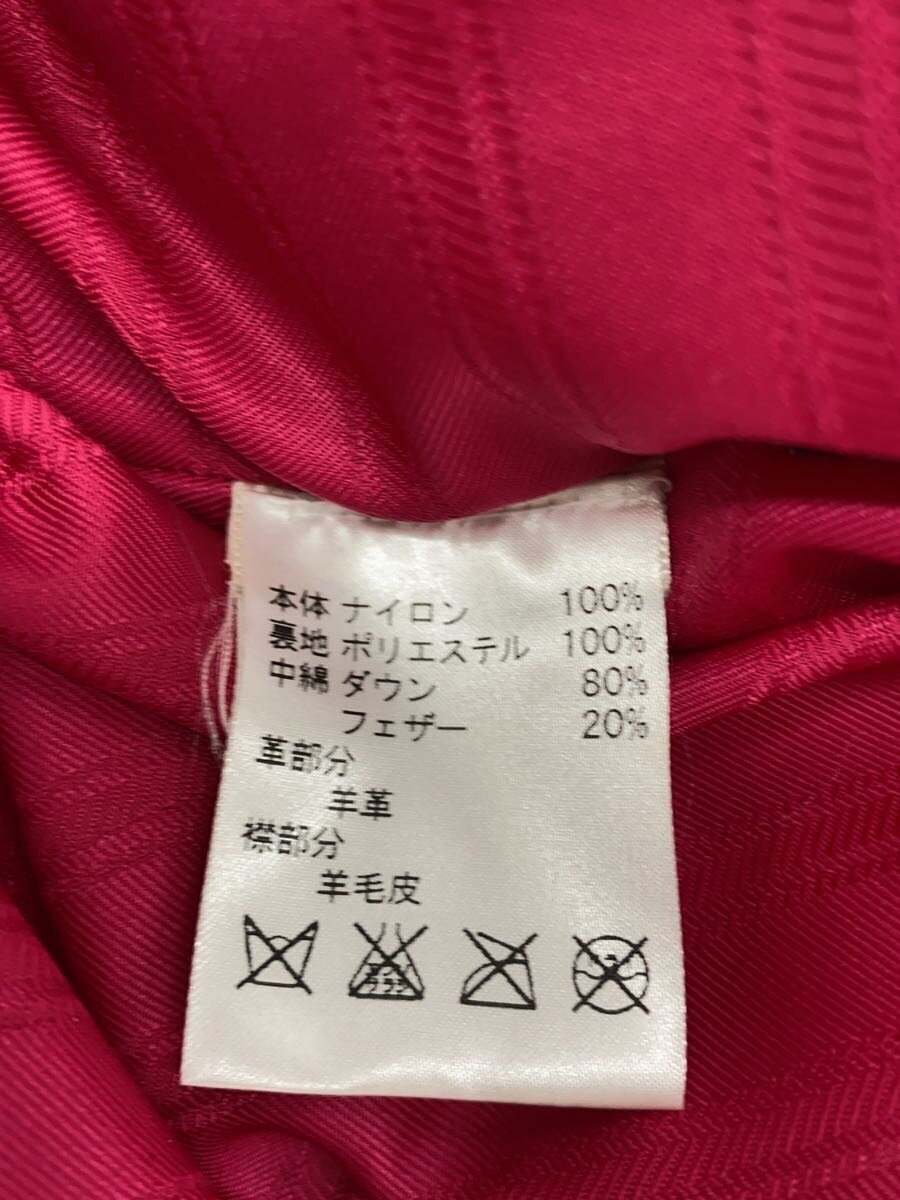 本体 ナイロン 100%
裏地 ポリエステル 100%
中綿 ダウン 80%
フェザー 20%
革部分
羊革
襟部分
羊毛皮